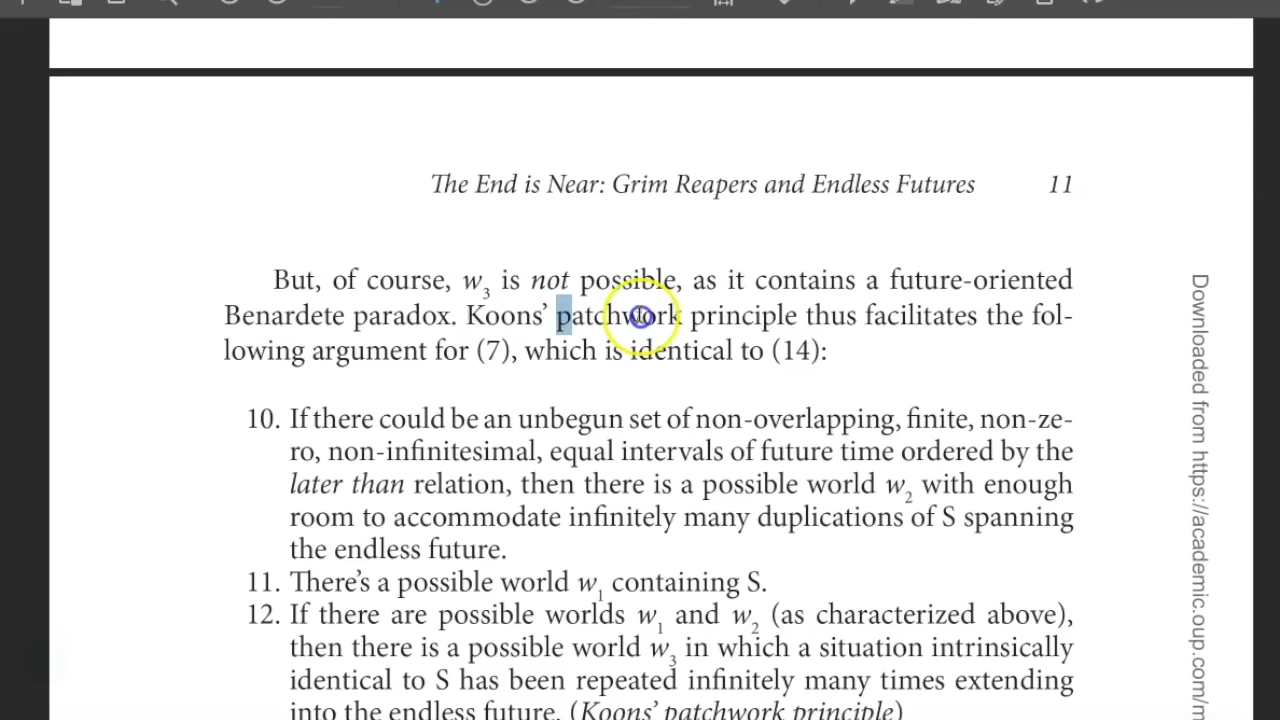 The End is Near: Grim Reapers and Endless Futures 11
But, of course, w3 is not possible, as it contains a future-oriented
Benardete paradox. Koons’ patchwork principle thus facilitates the fol-
lowing argument for (7), which is identical to (14):
10. If there could be an unbegun set of non-overlapping, finite, non-ze-
ro, non-infinitesimal, equal intervals of future time ordered by the
later than relation, then there is a possible world w2 with enough
room to accommodate infinitely many duplications of S spanning
the endless future.
11. There’s a possible world w1 containing S.
12. If there are possible worlds w1 and w2 (as characterized above),
then there is a possible world w3 in which a situation intrinsically
identical to S has been repeated infinitely many times extending
into the endless future. (Koons’ patchwork principle)
Downloaded from https://academic.oup.com/m